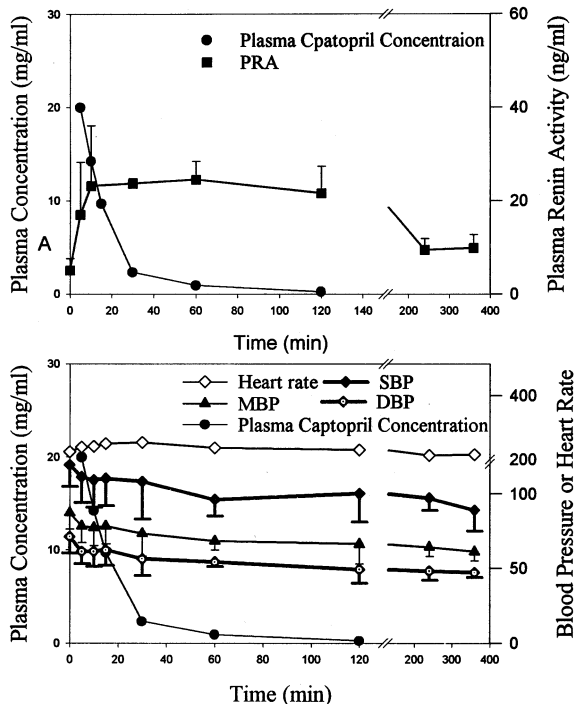 30
20
10
0
Plasma Concentration (mg/ml)
A
Plasma Cpatopril Concentraion
PRA
60
40
20
0
Plasma Renin Activity (ng/ml)
0 20 40 60 80 100 120 200 300 400
Time (min)
30
20
10
0
Plasma Concentration (mg/ml)
Heart rate SBP
MBP DBP
Plasma Captopril Concentration
400
200
100
50
0
Blood Pressure or Heart Rate
0 20 40 60 80 100 120 200 300 400
Time (min)